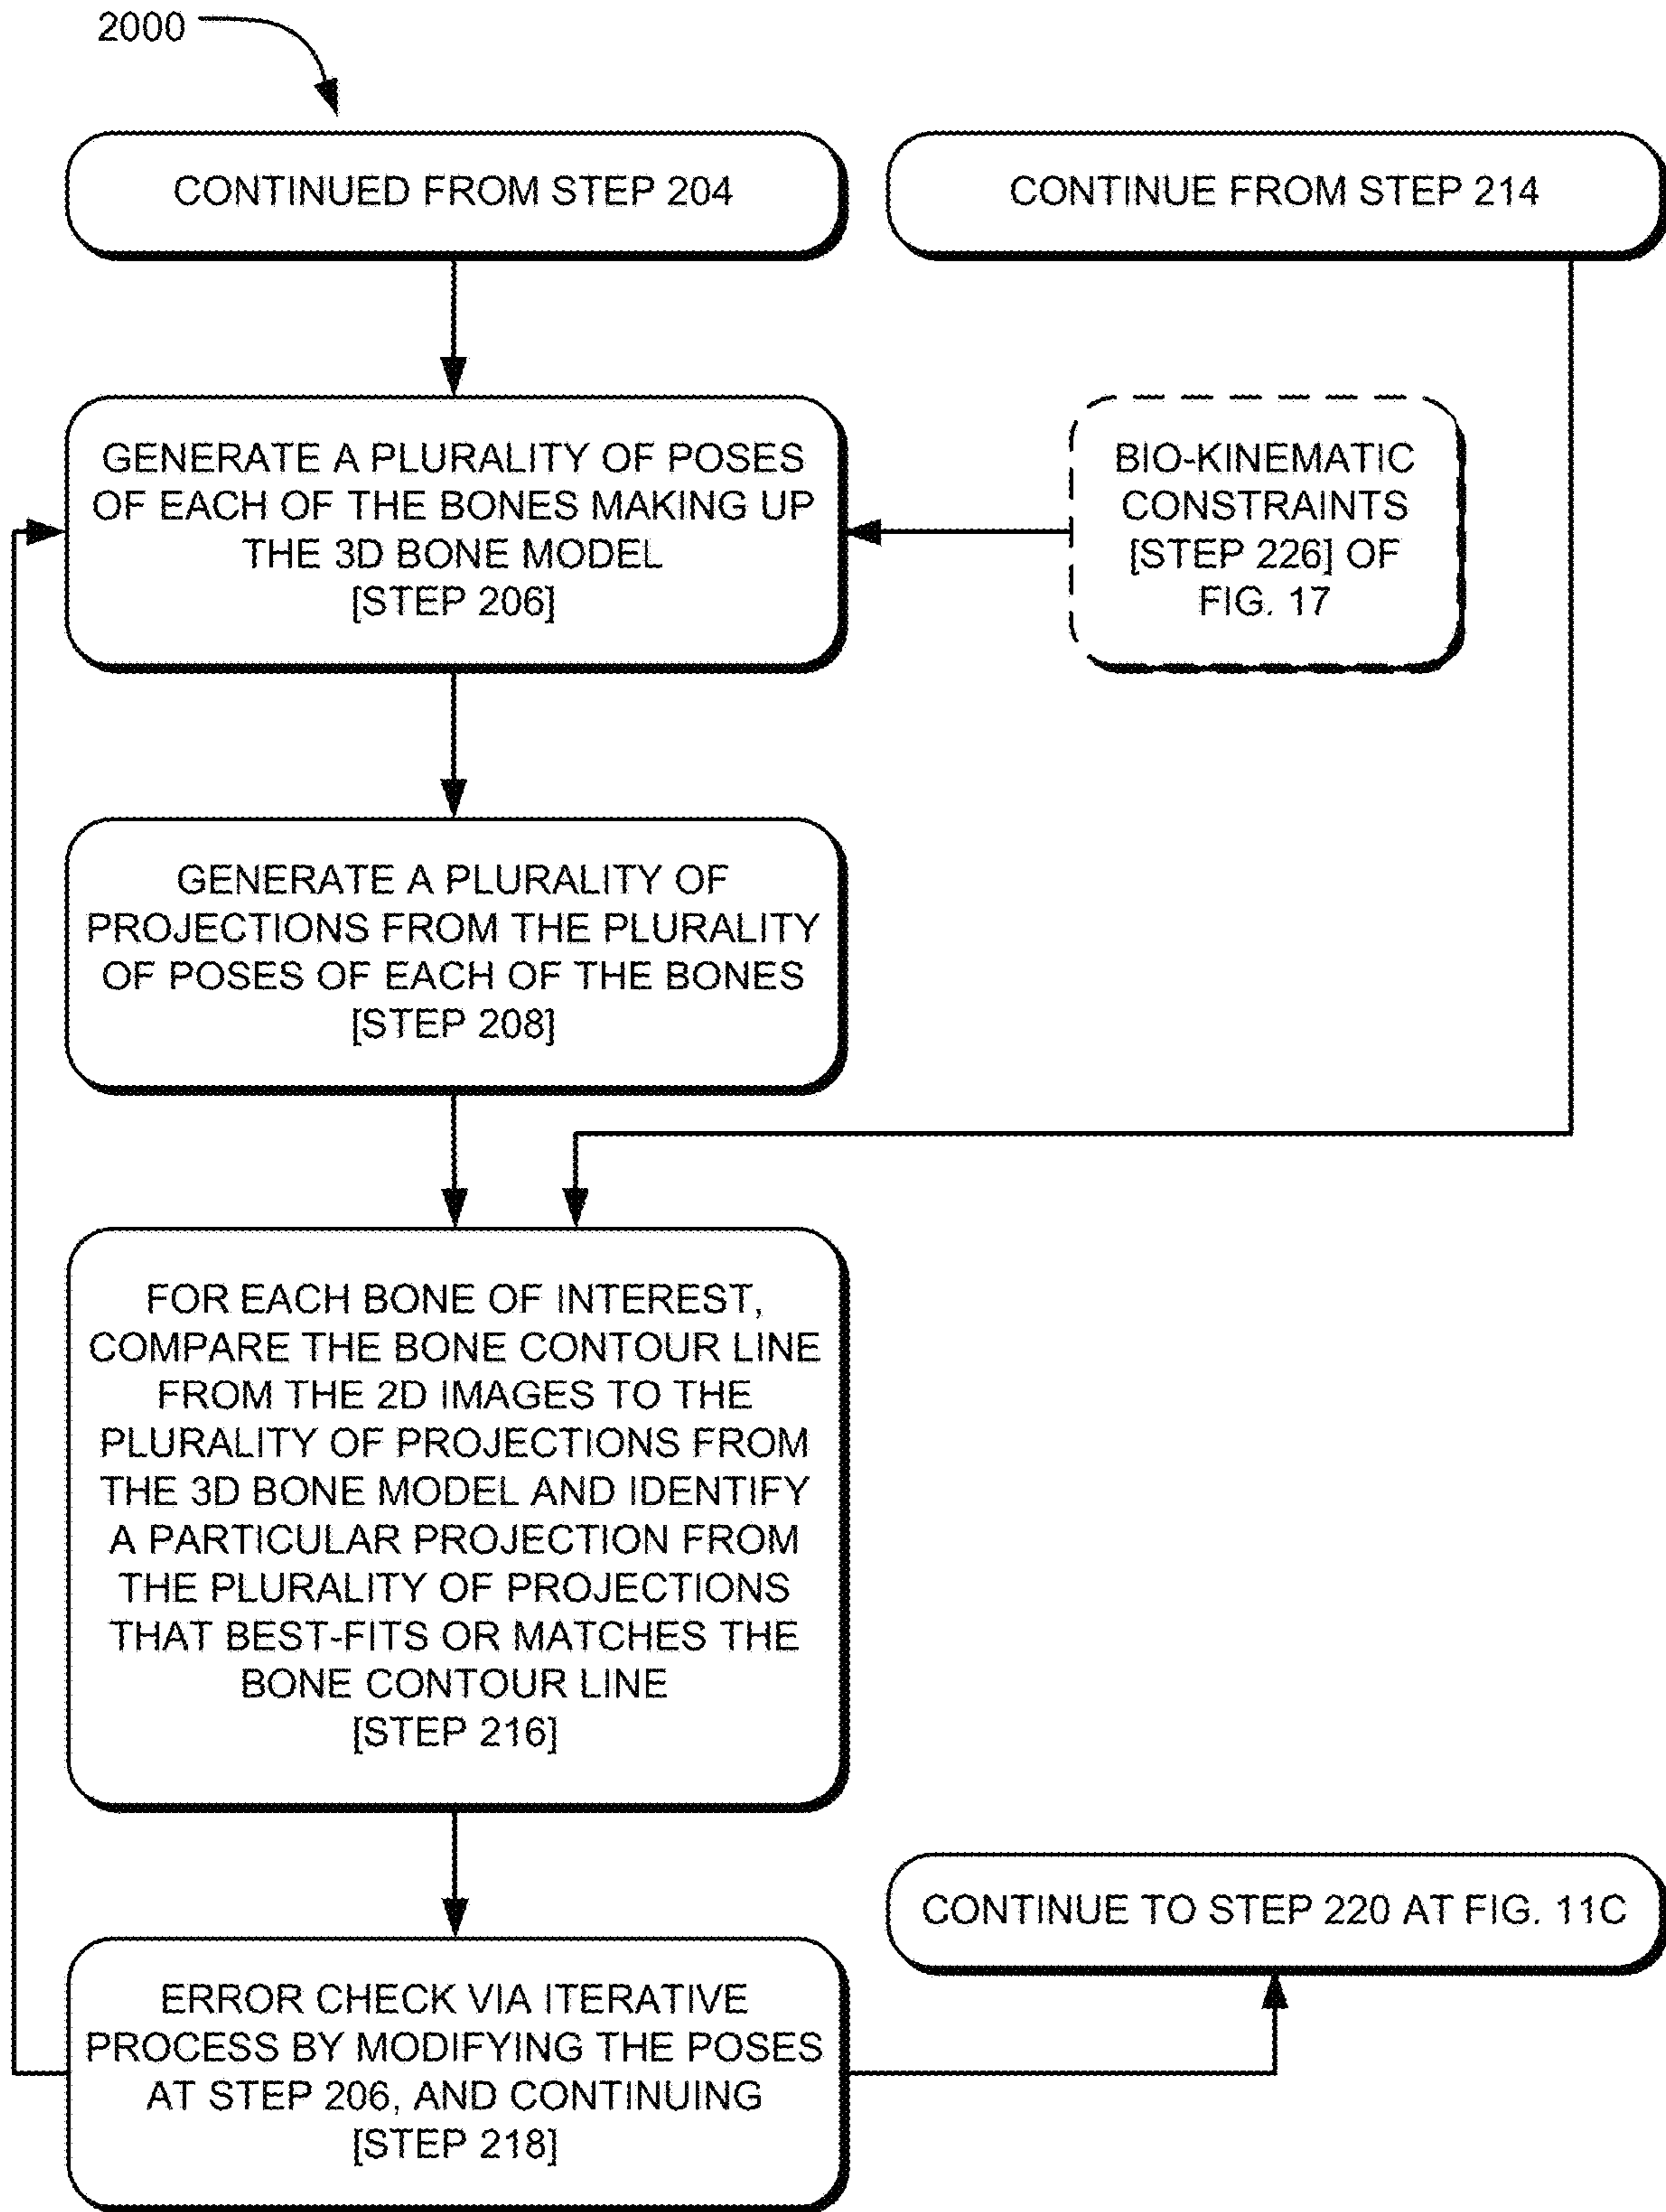 2000
CONTINUED FROM STEP 204
CONTINUE FROM STEP 214
GENERATE A PLURALITY OF POSES
OF EACH OF THE BONES MAKING UP
THE 3D BONE MODEL
[STEP 206]
BIO-KINEMATIC
CONSTRAINTS
[STEP 226] OF
FIG. 17
GENERATE A PLURALITY OF
PROJECTIONS FROM THE PLURALITY
OF POSES OF EACH OF THE BONES
[STEP 208]
FOR EACH BONE OF INTEREST,
COMPARE THE BONE CONTOUR LINE
FROM THE 2D IMAGES TO THE
PLURALITY OF PROJECTIONS FROM
THE 3D BONE MODEL AND IDENTIFY
A PARTICULAR PROJECTION FROM
THE PLURALITY OF PROJECTIONS
THAT BEST-FITS OR MATCHES THE
BONE CONTOUR LINE
[STEP 216]
CONTINUE TO STEP 220 AT FIG. 11C
ERROR CHECK VIA ITERATIVE
PROCESS BY MODIFYING THE POSES
AT STEP 206, AND CONTINUING
[STEP 218]